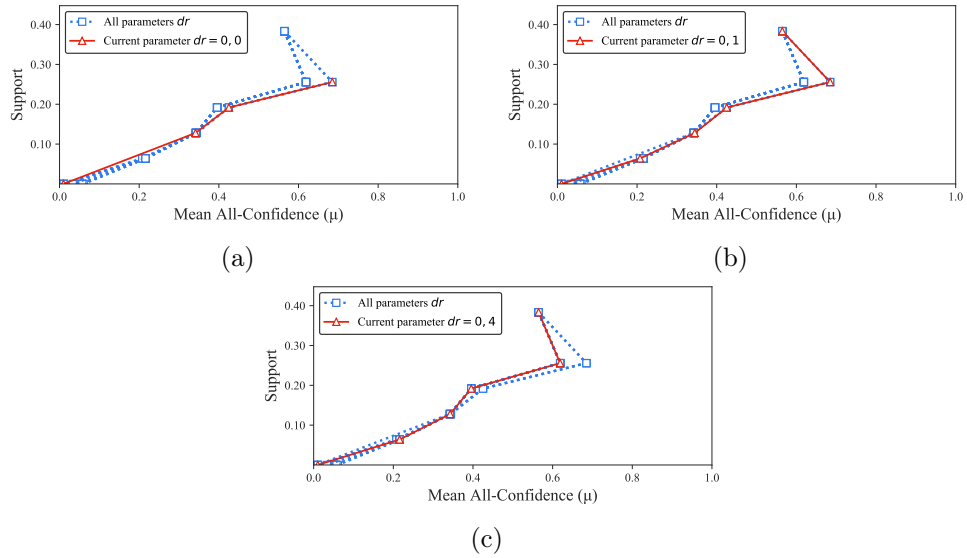 0.40
0.30
0.20
0.10
Support
All parameters dr
Current parameter dr = 0, 0
0.0 0.2 0.4 0.6 0.8 1.0
Mean All-Confidence (μ)
(a)
0.40
0.30
0.20
0.10
Support
All parameters dr
Current parameter dr = 0, 1
0.0 0.2 0.4 0.6 0.8 1.0
Mean All-Confidence (μ)
(b)
0.40
0.30
0.20
0.10
Support
All parameters dr
Current parameter dr = 0, 4
0.0 0.2 0.4 0.6 0.8 1.0
Mean All-Confidence (μ)
(c)